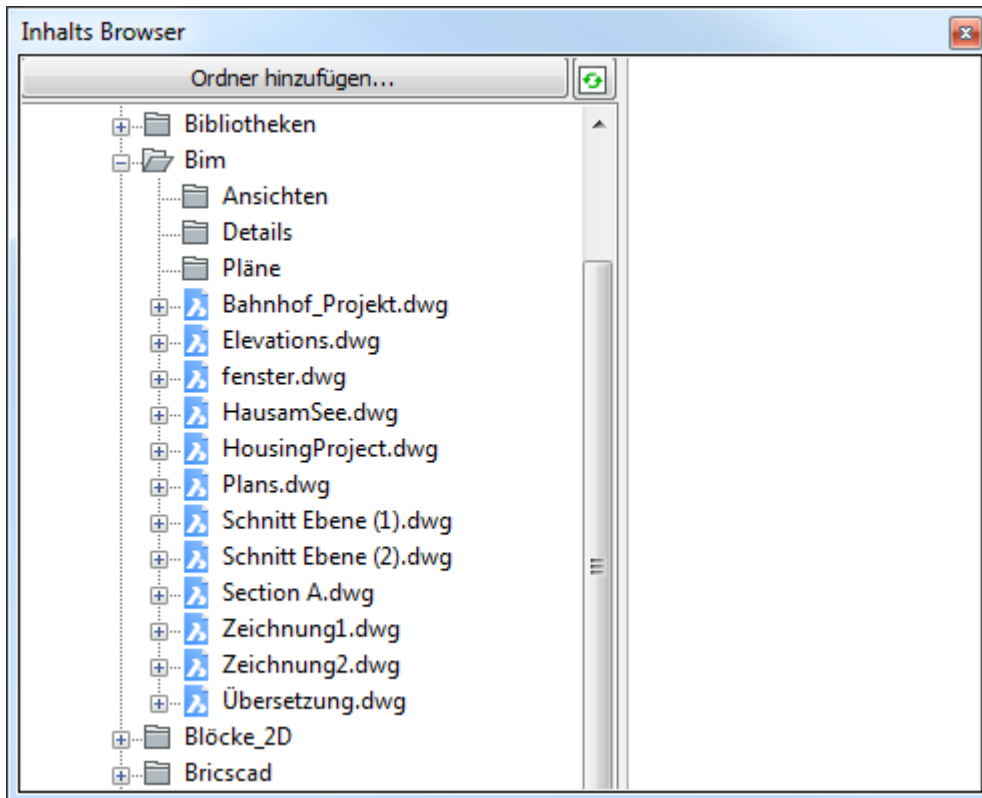 Inhalts Browser
Ordner hinzufügen...
Bibliotheken
Bim
Ansichten
Details
Pläne
Bahnhof_Projekt.dwg
Elevations.dwg
fenster.dwg
HausamSee.dwg
HousingProject.dwg
Plans.dwg
Schnitt Ebene (1).dwg
Schnitt Ebene (2).dwg
Section A.dwg
Zeichnung1.dwg
Zeichnung2.dwg
Übersetzung.dwg
Blöcke_2D
Bricscad